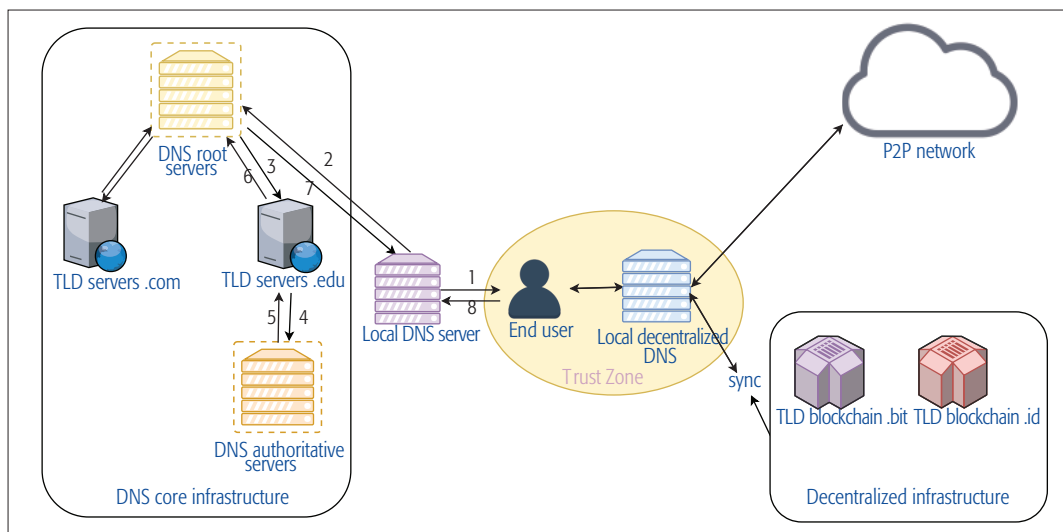 DNS root
servers
2
3
6
7
TLD servers .com
TLD servers .edu
5
4
DNS authoritative
servers
DNS core infrastructure
Local DNS server
1
8
End user
Local decentralized
DNS
Trust Zone
P2P network
sync
TLD blockchain .bit
TLD blockchain .id
Decentralized infrastructure